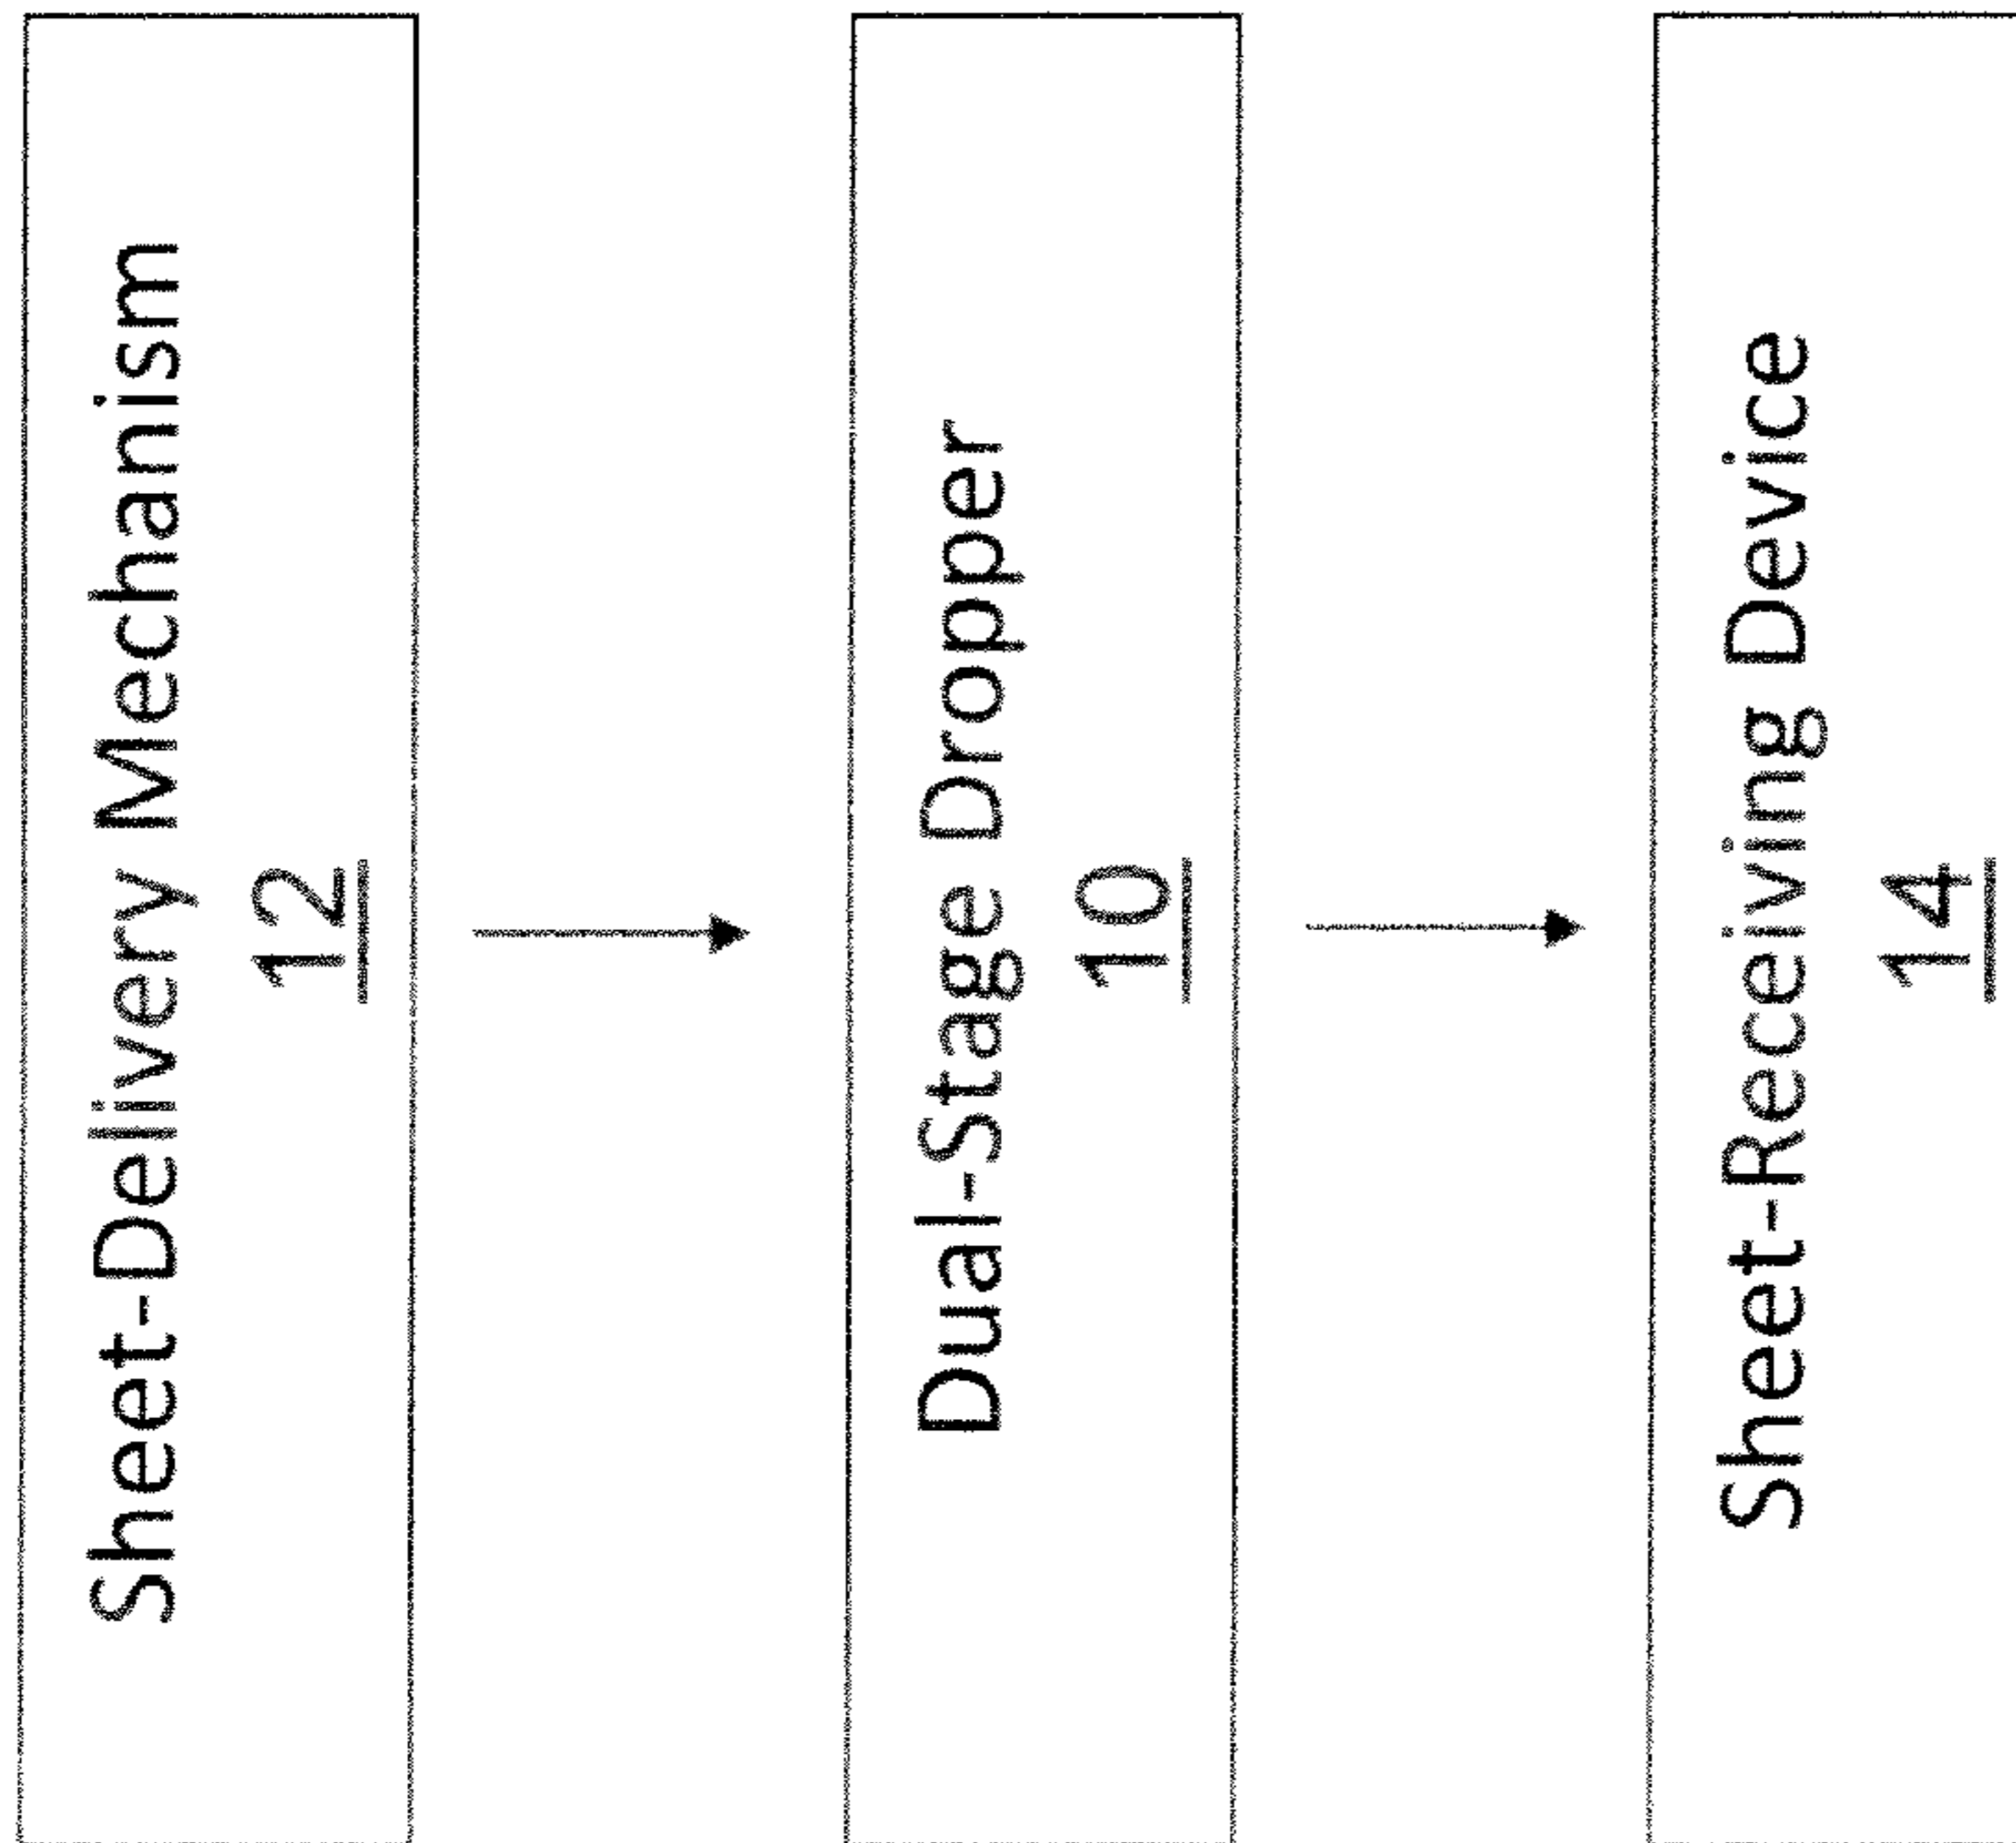 Sheet-Delivery Mechanism
12
Dual-Stage Dropper
10
Sheet-Receiving Device
14